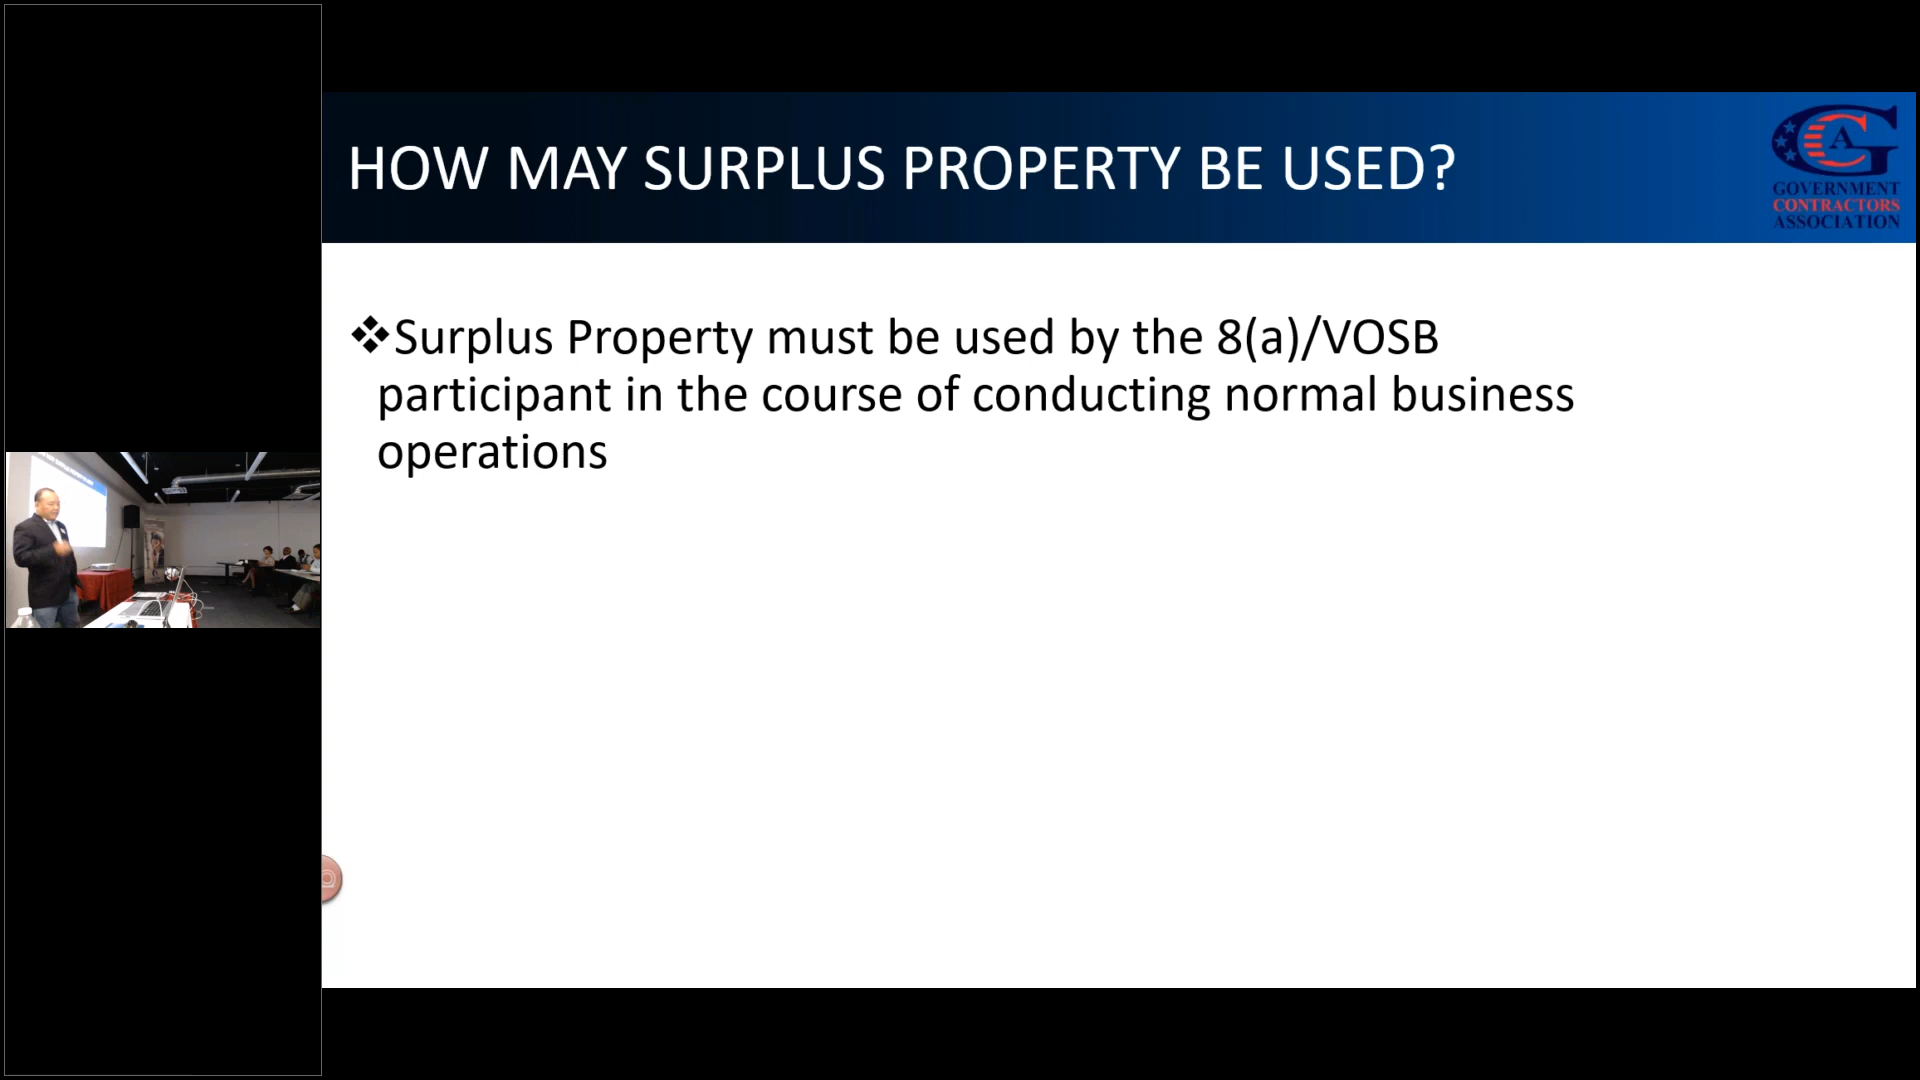 HOW MAY SURPLUS PROPERTY BE USED?
GOVERNMENT
CONTRACTORS
ASSOCIATION
❖Surplus Property must be used by the 8(a)/VOSB
participant in the course of conducting normal business
operations